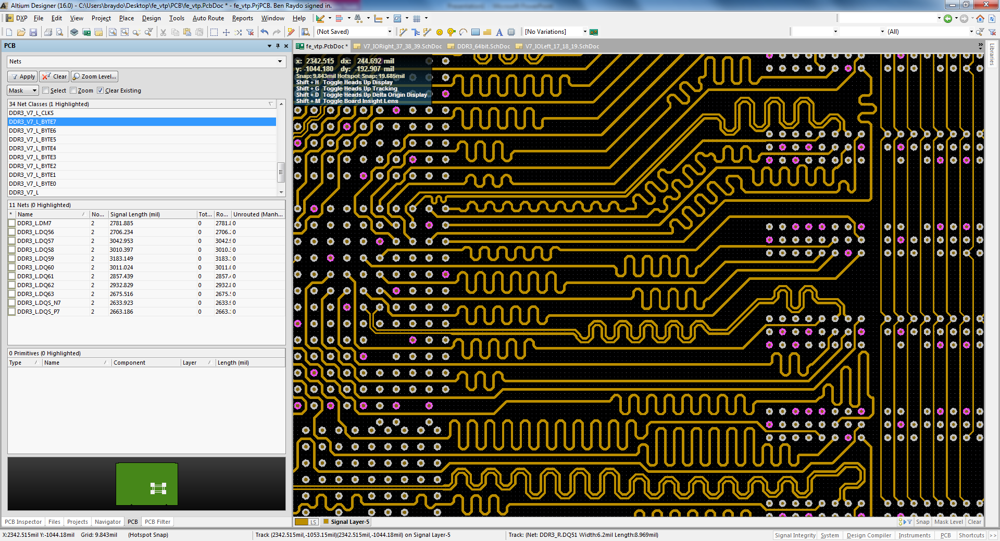 Altium Designer (16.0) - C:\Users\braydo\Desktop\fe_vtp\PCB\fe_vtp.PcbDoc * - fe_vtp.PrjPCB. Ben Raydo signed in.
DXP File Edit View Project Place Design Tools Auto Route Reports Window Help
(Not Saved) [No Variations] (All)
PCB
fe_vtp.PcbDoc * V7_IORight_37_38_39.SchDoc DDR3_64bit.SchDoc V7_IOLeft_17_18_19.SchDoc
Libraries
Nets
Apply Clear Zoom Level...
Mask Select Zoom Clear Existing
34 Net Classes (1 Highlighted)
DDR3_V7_L_CLKS
DDR3_V7_L_BYTE7
DDR3_V7_L_BYTE6
DDR3_V7_L_BYTE5
DDR3_V7_L_BYTE4
DDR3_V7_L_BYTE3
DDR3_V7_L_BYTE2
DDR3_V7_L_BYTE1
DDR3_V7_L_BYTE0
DDR3_V7_L
11 Nets (0 Highlighted)
* Name No... Signal Length (mil) Tot... Ro... Unrouted (Manh...
DDR3_L.DM7 2 2781.885 0 2781.8 0
DDR3_L.DQ56 2 2706.234 0 2706.2 0
DDR3_L.DQ57 2 3042.953 0 3042.9 0
DDR3_L.DQ58 2 3010.397 0 3010.3 0
DDR3_L.DQ59 2 3183.149 0 3183.1 0
DDR3_L.DQ60 2 3011.024 0 3011.0 0
DDR3_L.DQ61 2 2857.439 0 2857.4 0
DDR3_L.DQ62 2 2932.829 0 2932.8 0
DDR3_L.DQ63 2 2675.516 0 2675.5 0
DDR3_L.DQS_N7 2 2633.923 0 2633.9 0
DDR3_L.DQS_P7 2 2663.186 0 2663.1 0
0 Primitives (0 Highlighted)
Type Name Component Layer Length (mil)
x: 2342.515 dx: 244.692 mil
y: -1044.180 dy: -192.907 mil
Snap: 9.843mil Hotspot Snap: 19.685mil
Shift + H Toggle Heads Up Display
Shift + G Toggle Heads Up Tracking
Shift + D Toggle Heads Up Delta Origin Display
Shift + M Toggle Board Insight Lens
PCB Inspector Files Projects Navigator PCB PCB Filter
LS Signal Layer-5
Snap Mask Level Clear
X:2342.515mil Y:-1044.18mil Grid: 9.843mil (Hotspot Snap)
Track (2342.515mil,-1053.15mil)(2342.515mil,-1044.18mil) on Signal Layer-5
Track: (Net: DDR3_R.DQ51 Width:6.2mil Length:8.969mil)
Signal Integrity System Design Compiler Instruments PCB Shortcuts >>